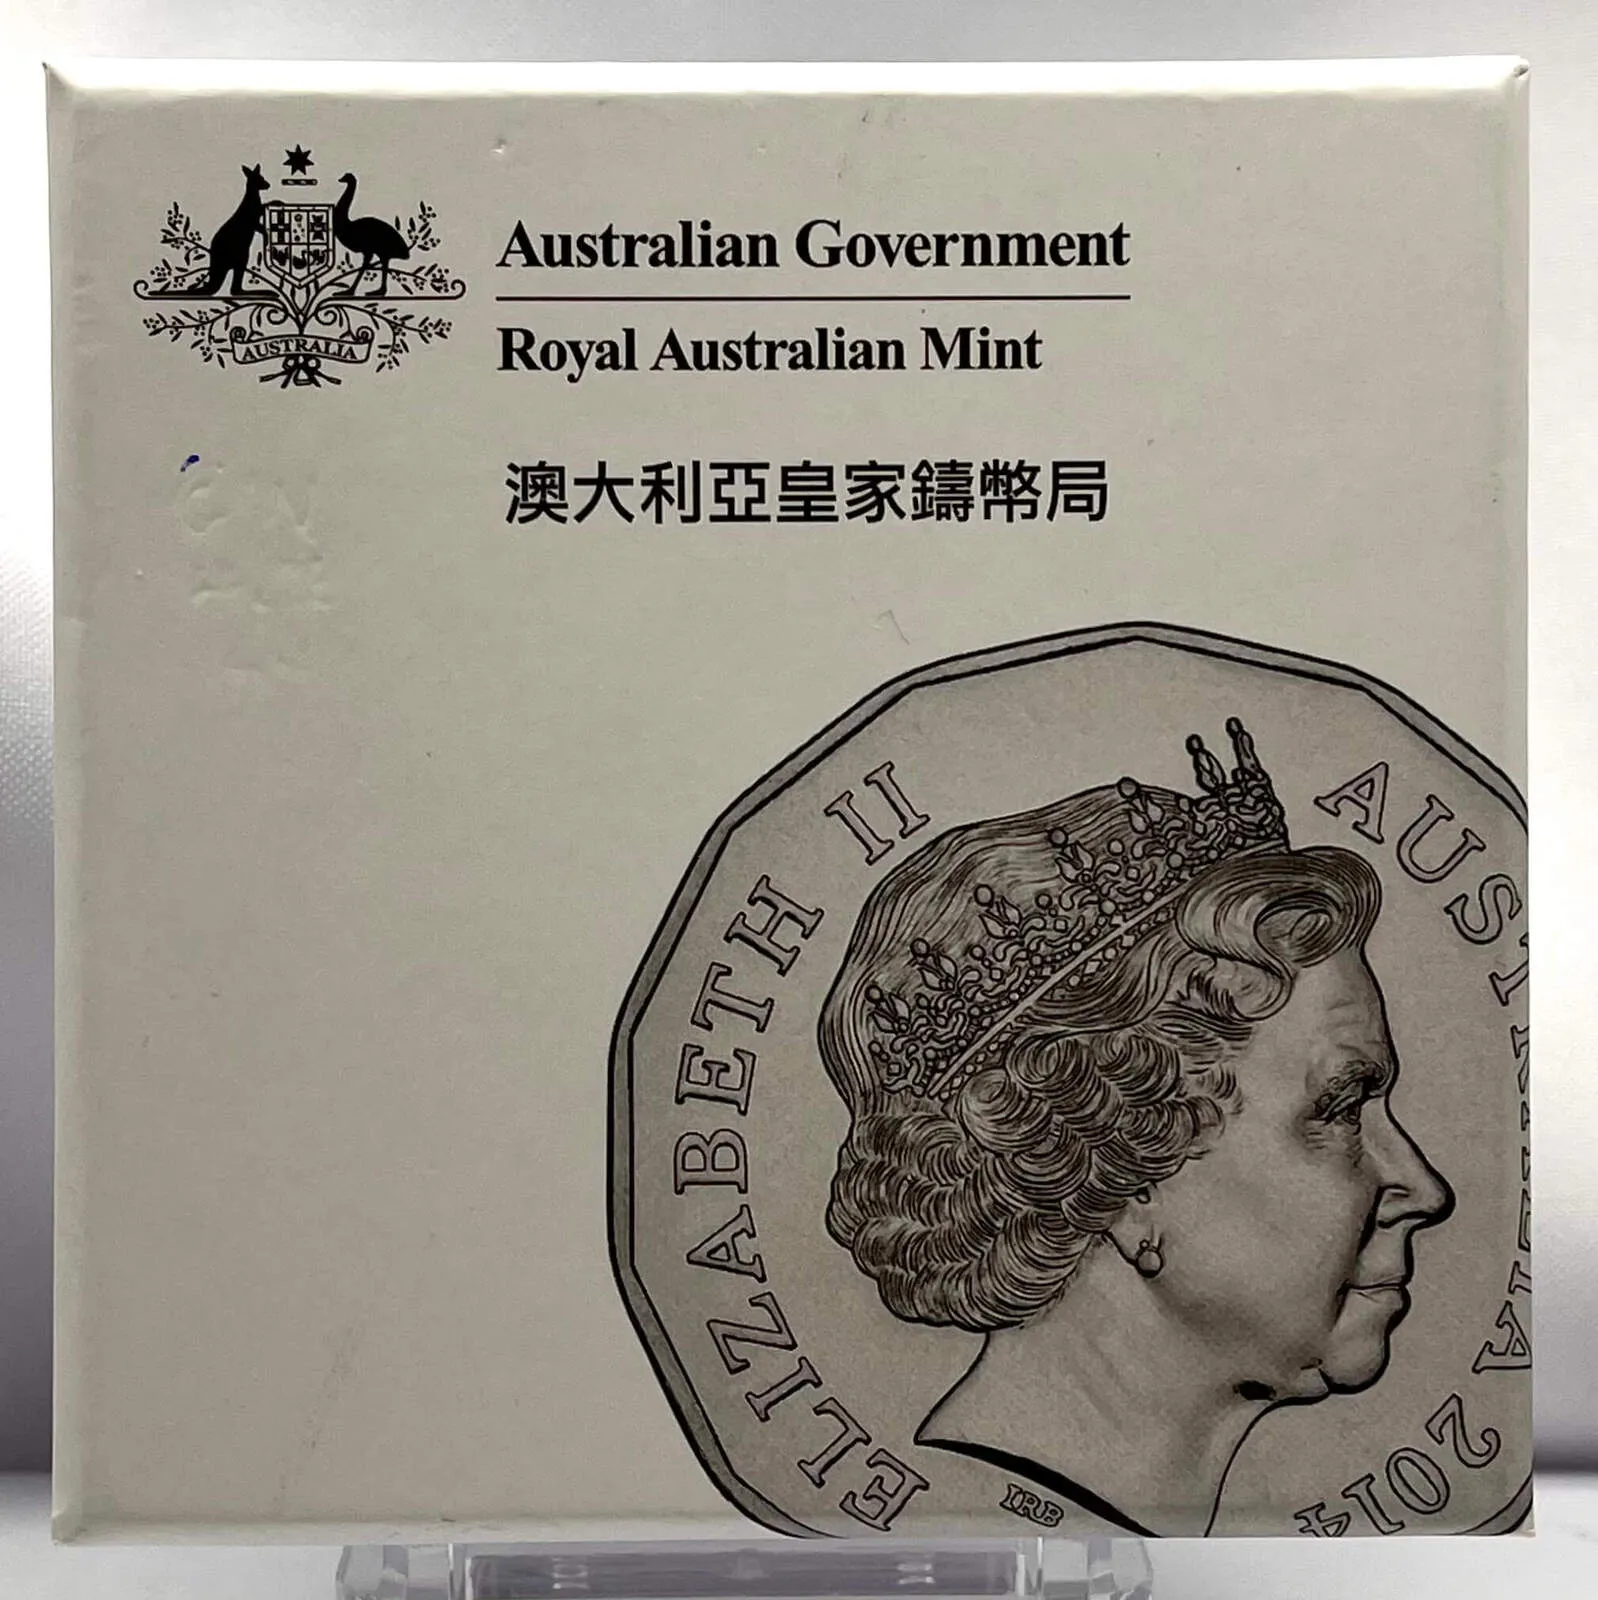 AUSTRALIA
Australian Government
Royal Australian Mint
澳大利亞皇家鑄幣局
ELIZABETH II
AUSTRALIA
2014
IRB